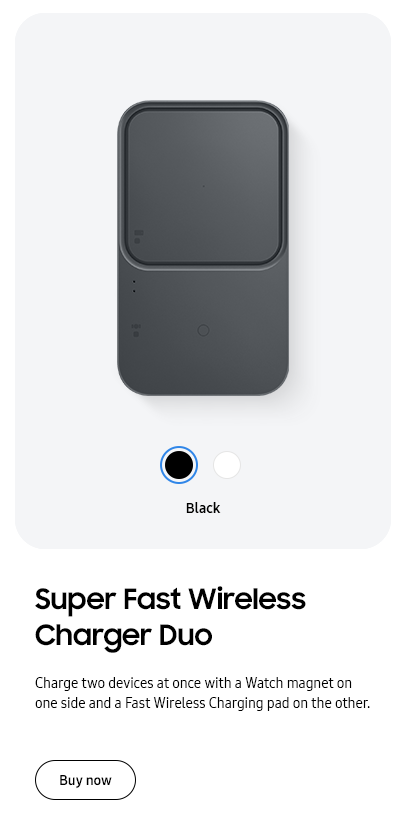 Black
Super Fast Wireless
Charger Duo
Charge two devices at once with a Watch magnet on
one side and a Fast Wireless Charging pad on the other.
Buy now